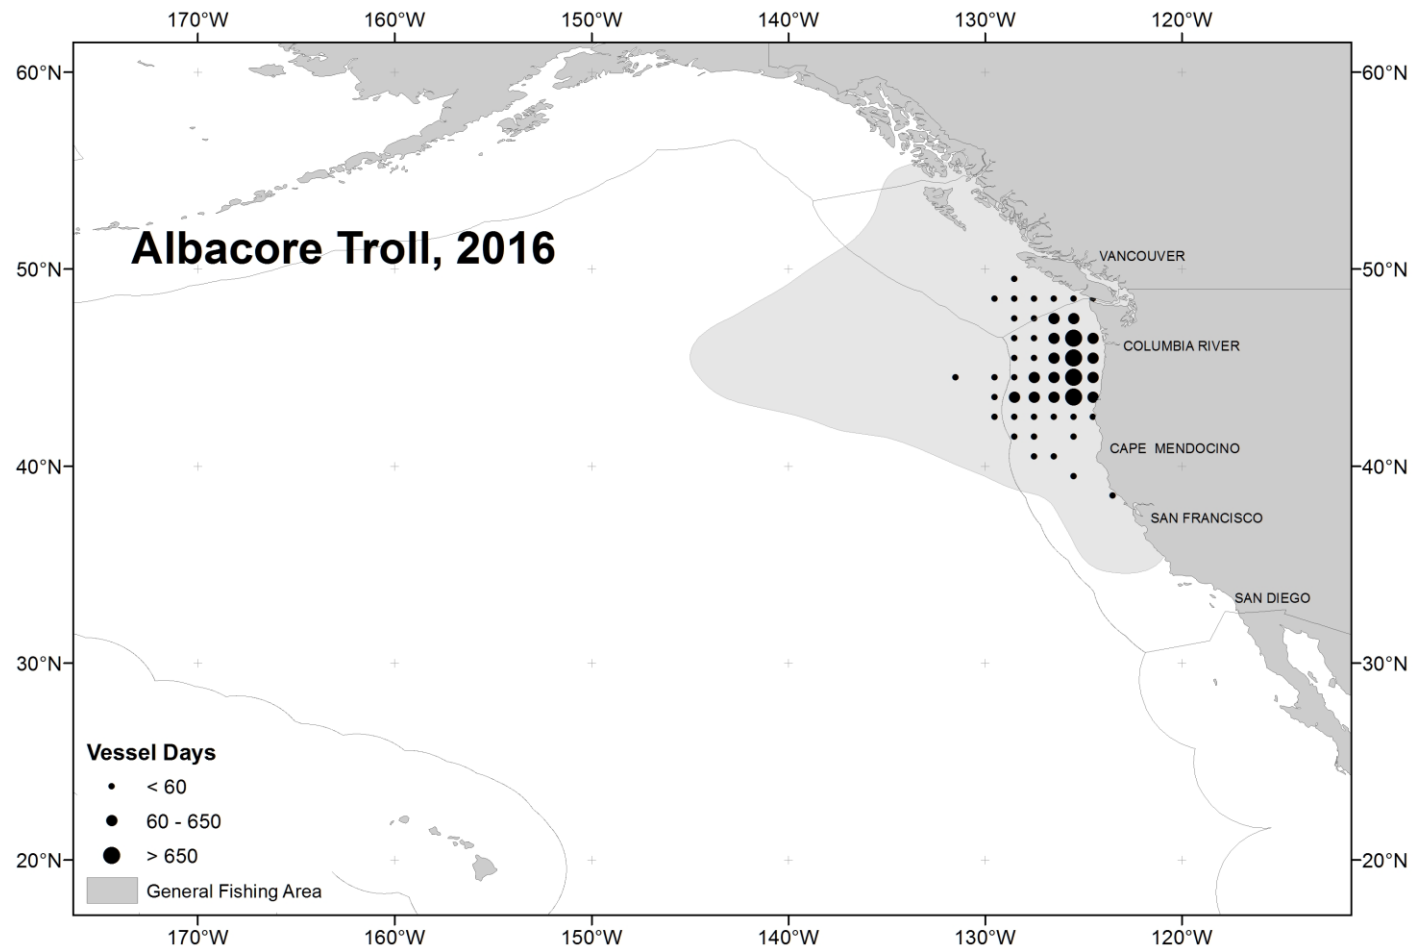 170°W 160°W 150°W 140°W 130°W 120°W
60°N 60°N
Albacore Troll, 2016
VANCOUVER
50°N 50°N
COLUMBIA RIVER
CAPE MENDOCINO
40°N 40°N
SAN FRANCISCO
SAN DIEGO
30°N 30°N
Vessel Days
< 60
60 - 650
> 650
20°N 20°N
General Fishing Area
170°W 160°W 150°W 140°W 130°W 120°W